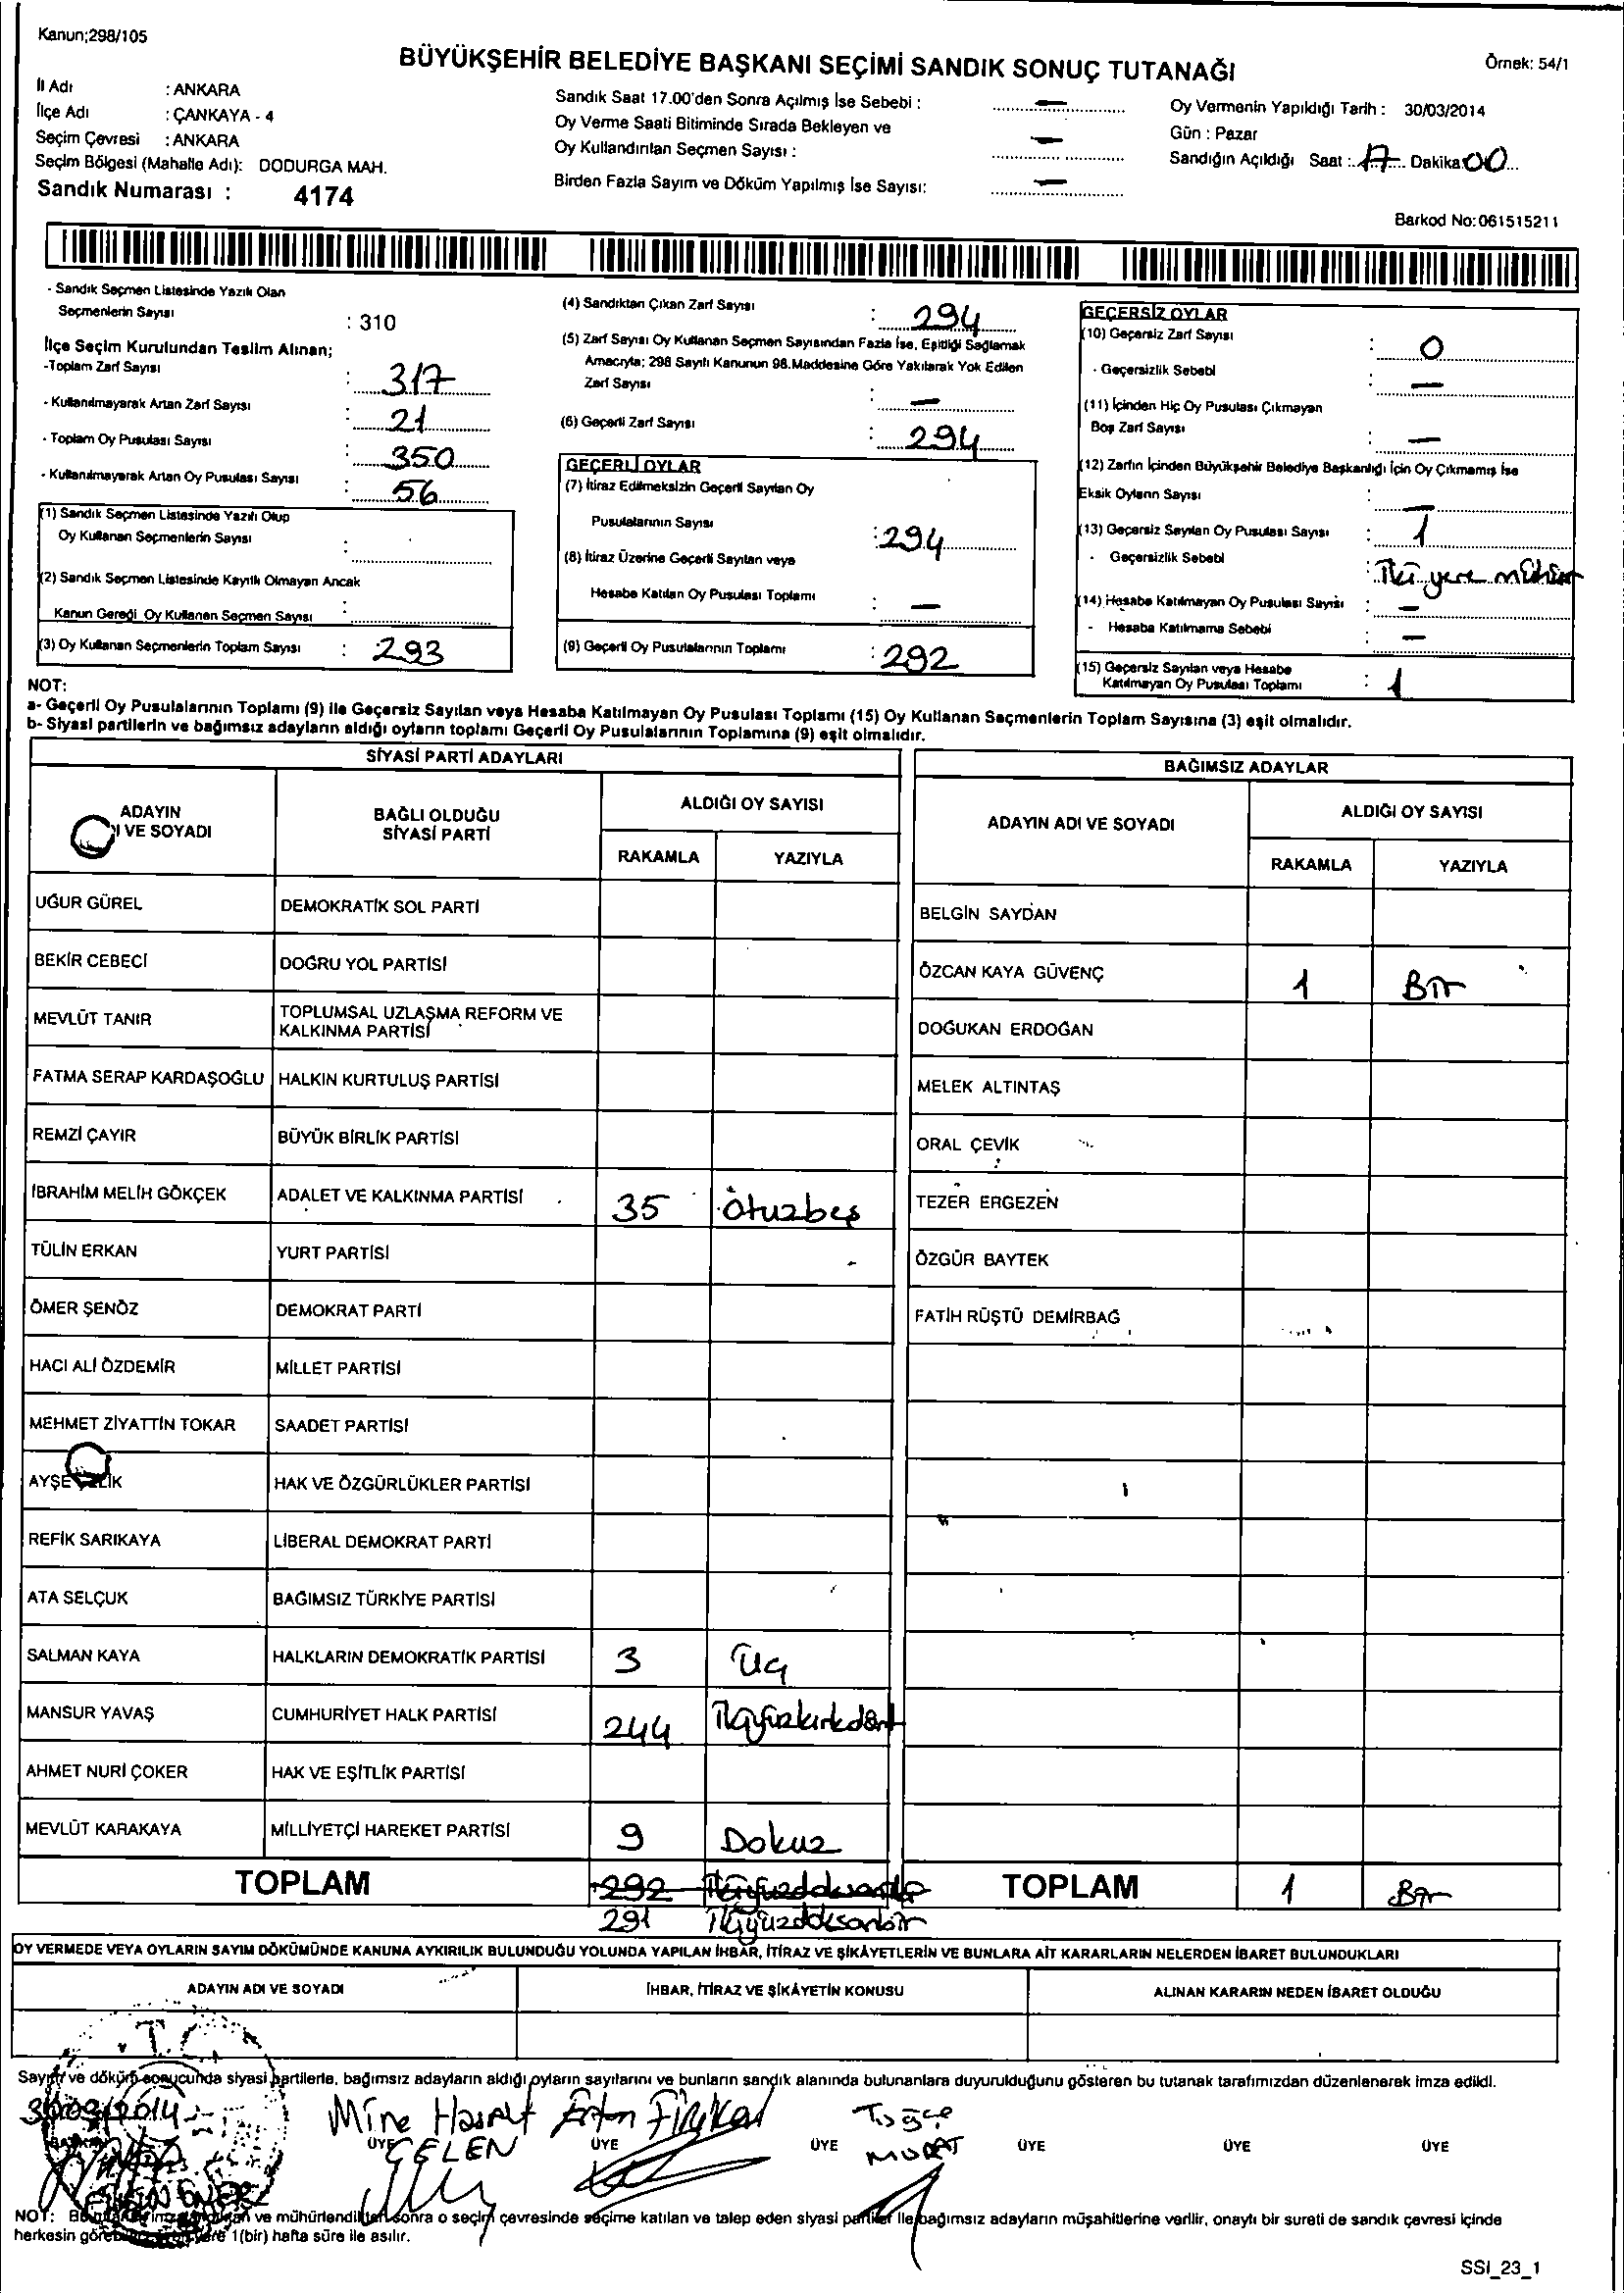 Kanun;298/105
BÜYÜKŞEHİR BELEDİYE BAŞKANI SEÇİMİ SANDIK SONUÇ TUTANAĞI
Örnek: 54/1
İl Adı : ANKARA
İlçe Adı : ÇANKAYA - 4
Seçim Çevresi : ANKARA
Seçim Bölgesi (Mahalle Adı): DODURGA MAH.
Sandık Numarası : 4174
Sandık Saat 17.00'den Sonra Açılmış İse Sebebi : —
Oy Verme Saati Bitiminde Sırada Bekleyen ve
Oy Kullandırılan Seçmen Sayısı : —
Birden Fazla Sayım ve Döküm Yapılmış İse Sayısı: —
Oy Vermenin Yapıldığı Tarih : 30/03/2014
Gün : Pazar
Sandığın Açıldığı Saat : 17 Dakika 00
Barkod No:061515211
- Sandık Seçmen Listesinde Yazılı Olan
Seçmenlerin Sayısı : 310
İlçe Seçim Kurulundan Teslim Alınan;
-Toplam Zarf Sayısı : 317
- Kullanılmayarak Artan Zarf Sayısı : 21
- Toplam Oy Pusulası Sayısı : 350
- Kullanılmayarak Artan Oy Pusulası Sayısı : 56
(1) Sandık Seçmen Listesinde Yazılı Olup
Oy Kullanan Seçmenlerin Sayısı :
(2) Sandık Seçmen Listesinde Kayıtlı Olmayan Ancak
Kanun Gereği Oy Kullanan Seçmen Sayısı :
(3) Oy Kullanan Seçmenlerin Toplam Sayısı : 293
(4) Sandıktan Çıkan Zarf Sayısı : 294
(5) Zarf Sayısı Oy Kullanan Seçmen Sayısından Fazla İse, Eşitliği Sağlamak
Amacıyla; 298 Sayılı Kanunun 98.Maddesine Göre Yakılarak Yok Edilen
Zarf Sayısı : —
(6) Geçerli Zarf Sayısı : 294
GEÇERLİ OYLAR
(7) İtiraz Edilmeksizin Geçerli Sayılan Oy
Pusulalarının Sayısı : 294
(8) İtiraz Üzerine Geçerli Sayılan veya
Hesaba Katılan Oy Pusulası Toplamı : —
(9) Geçerli Oy Pusulalarının Toplamı : 292
GEÇERSİZ OYLAR
(10) Geçersiz Zarf Sayısı : 0
- Geçersizlik Sebebi : —
(11) İçinden Hiç Oy Pusulası Çıkmayan
Boş Zarf Sayısı : —
(12) Zarfın İçinden Büyükşehir Belediye Başkanlığı İçin Oy Çıkmamış İse
Eksik Oyların Sayısı : —
(13) Geçersiz Sayılan Oy Pusulası Sayısı : 1
- Geçersizlik Sebebi : İki yere mühür
(14) Hesaba Katılmayan Oy Pusulası Sayısı : —
- Hesaba Katılmama Sebebi : —
(15) Geçersiz Sayılan veya Hesaba
Katılmayan Oy Pusulası Toplamı : 1
NOT:
a- Geçerli Oy Pusulalarının Toplamı (9) ile Geçersiz Sayılan veya Hesaba Katılmayan Oy Pusulası Toplamı (15) Oy Kullanan Seçmenlerin Toplam Sayısına (3) eşit olmalıdır.
b- Siyasi partilerin ve bağımsız adayların aldığı oyların toplamı Geçerli Oy Pusulalarının Toplamına (9) eşit olmalıdır.
SİYASİ PARTİ ADAYLARI
ADAYIN
I VE SOYADI
BAĞLI OLDUĞU
SİYASİ PARTİ
ALDIĞI OY SAYISI
RAKAMLA YAZIYLA
UĞUR GÜREL DEMOKRATİK SOL PARTİ
BEKİR CEBECİ DOĞRU YOL PARTİSİ
MEVLÜT TANIR TOPLUMSAL UZLAŞMA REFORM VE
KALKINMA PARTİSİ
FATMA SERAP KARDAŞOĞLU HALKIN KURTULUŞ PARTİSİ
REMZİ ÇAYIR BÜYÜK BİRLİK PARTİSİ
İBRAHİM MELİH GÖKÇEK ADALET VE KALKINMA PARTİSİ 35 Otuzbeş
TÜLİN ERKAN YURT PARTİSİ
ÖMER ŞENÖZ DEMOKRAT PARTİ
HACI ALİ ÖZDEMİR MİLLET PARTİSİ
MEHMET ZİYATTİN TOKAR SAADET PARTİSİ
AYŞE ÇELİK HAK VE ÖZGÜRLÜKLER PARTİSİ
REFİK SARIKAYA LİBERAL DEMOKRAT PARTİ
ATA SELÇUK BAĞIMSIZ TÜRKİYE PARTİSİ
SALMAN KAYA HALKLARIN DEMOKRATİK PARTİSİ 3 Üç
MANSUR YAVAŞ CUMHURİYET HALK PARTİSİ 244 İkiyüzkırkdört
AHMET NURİ ÇOKER HAK VE EŞİTLİK PARTİSİ
MEVLÜT KARAKAYA MİLLİYETÇİ HAREKET PARTİSİ 9 Dokuz
TOPLAM 292 İkiyüzdoksaniki
291 İkiyüzdoksanbir
BAĞIMSIZ ADAYLAR
ADAYIN ADI VE SOYADI
ALDIĞI OY SAYISI
RAKAMLA YAZIYLA
BELGİN SAYDAN
ÖZCAN KAYA GÜVENÇ 1 Bir
DOĞUKAN ERDOĞAN
MELEK ALTINTAŞ
ORAL ÇEVİK
TEZER ERGEZEN
ÖZGÜR BAYTEK
FATİH RÜŞTÜ DEMİRBAĞ
TOPLAM 1 Bir
OY VERMEDE VEYA OYLARIN SAYIM DÖKÜMÜNDE KANUNA AYKIRILIK BULUNDUĞU YOLUNDA YAPILAN İHBAR, İTİRAZ VE ŞİKÂYETLERİN VE BUNLARA AİT KARARLARIN NELERDEN İBARET BULUNDUKLARI
ADAYIN ADI VE SOYADI İHBAR, İTİRAZ VE ŞİKÂYETİN KONUSU ALINAN KARARIN NEDEN İBARET OLDUĞU
T.C.
Sayım ve döküm sonucunda siyasi partilerle, bağımsız adayların aldığı oyların sayılarını ve bunların sandık alanında bulunanlara duyurulduğunu gösteren bu tutanak tarafımızdan düzenlenerek imza edildi.
30/03/2014
Mine Hasret
GELEN
Tuğçe
MURAT
BAŞKAN ÜYE ÜYE ÜYE ÜYE ÜYE ÜYE
NOT: ve mühürlendikten sonra o seçim çevresinde seçime katılan ve talep eden siyasi partiler ile bağımsız adayların müşahitlerine verilir, onaylı bir sureti de sandık çevresi içinde
herkesin görebileceği bir yere 1(bir) hafta süre ile asılır.
SSI_23_1